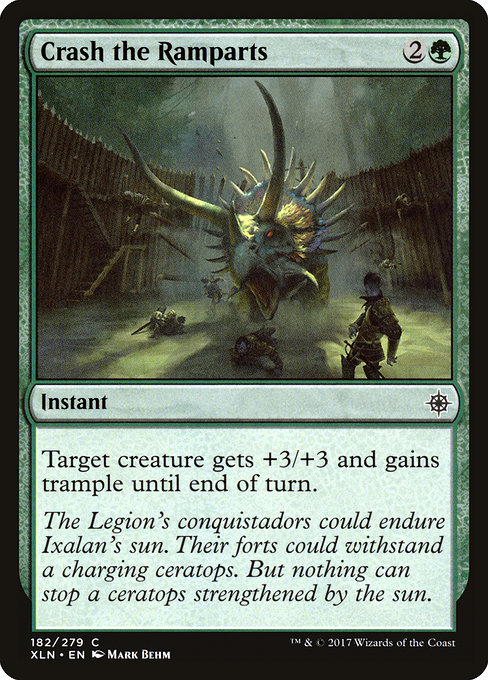 Crash the Ramparts 2
Instant
Target creature gets +3/+3 and gains
trample until end of turn.
The Legion's conquistadors could endure
Ixalan's sun. Their forts could withstand
a charging ceratops. But nothing can
stop a ceratops strengthened by the sun.
182/279 C
XLN • EN Mark Behm
™ & © 2017 Wizards of the Coast